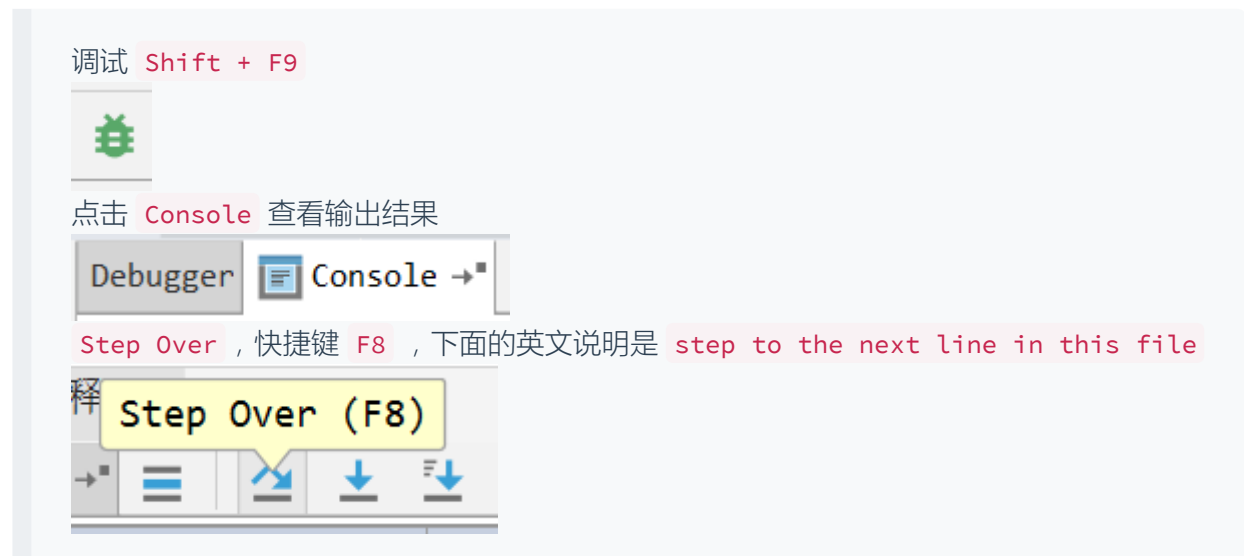 调试 Shift + F9
点击 Console 查看输出结果
Debugger Console
Step Over ，快捷键 F8 ，下面的英文说明是 step to the next line in this file
释
Step Over (F8)